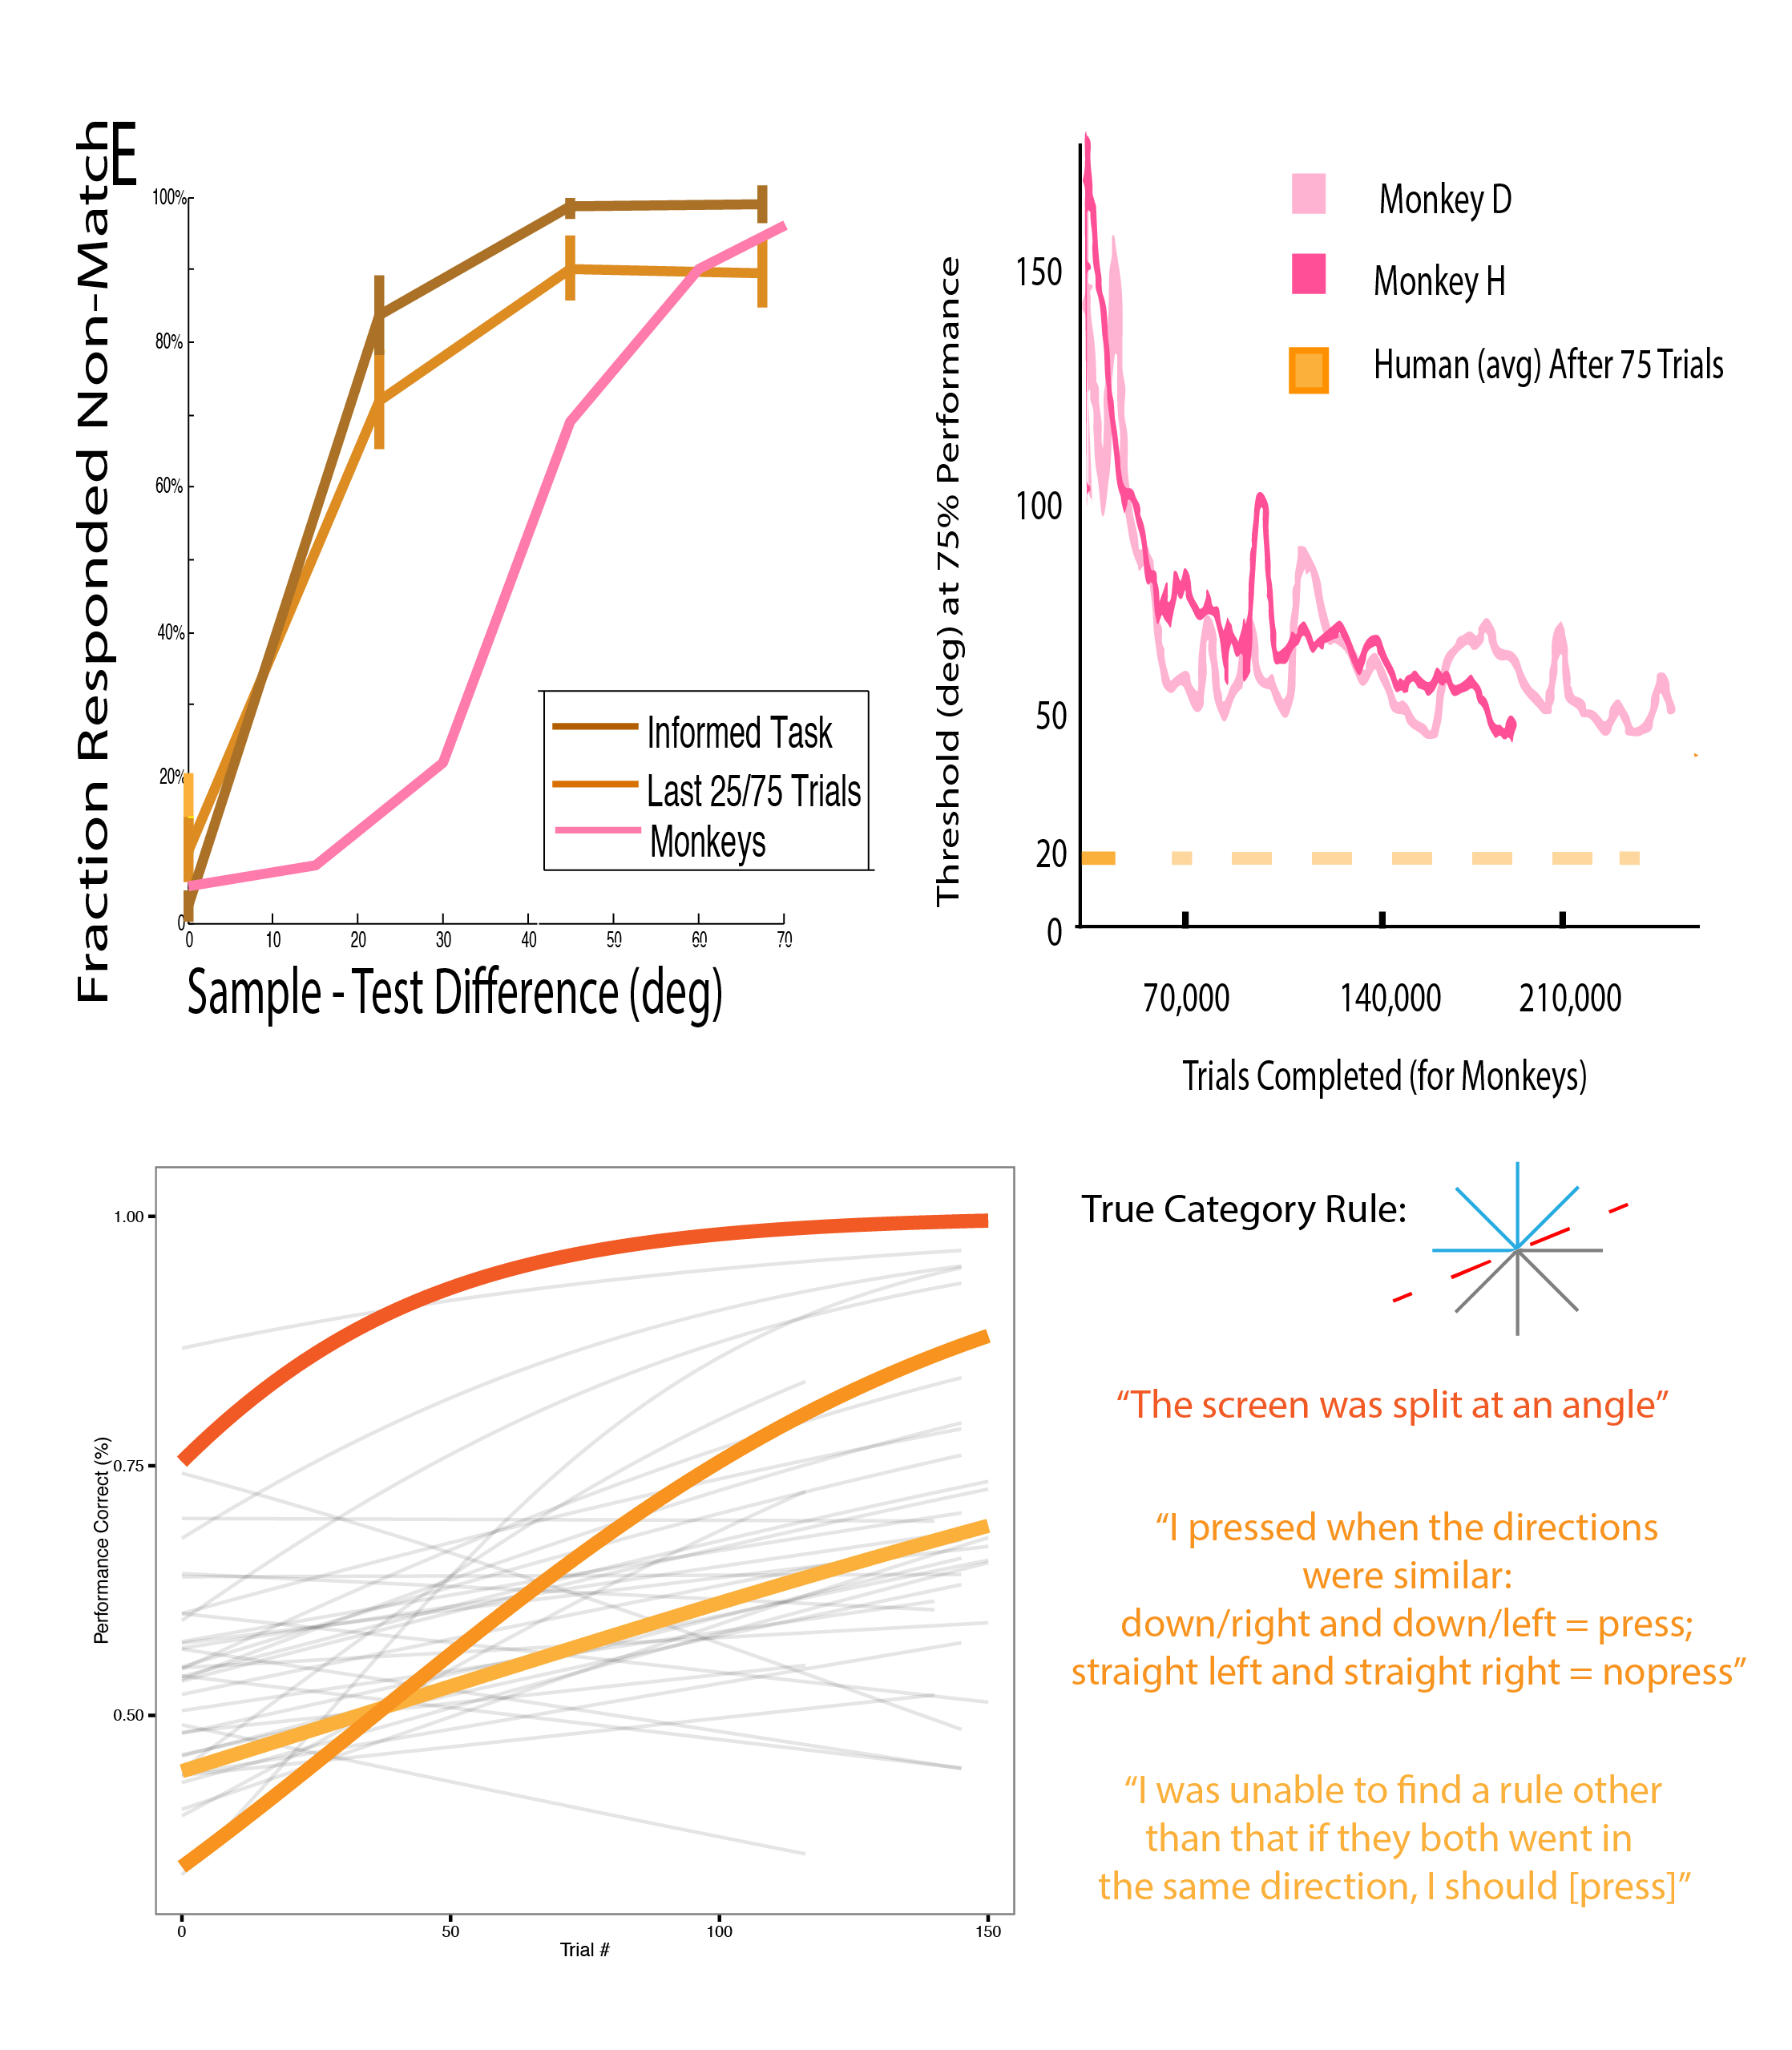 E
Fraction Responded Non-Match
100%
80%
60%
40%
20%
0
0 10 20 30 40 50 60 70
Sample - Test Difference (deg)
Informed Task
Last 25/75 Trials
Monkeys
Threshold (deg) at 75% Performance
150
100
50
20
0
70,000 140,000 210,000
Trials Completed (for Monkeys)
Monkey D
Monkey H
Human (avg) After 75 Trials
Performance Correct (%)
1.00
0.75
0.50
0 50 100 150
Trial #
True Category Rule:
“The screen was split at an angle”
“I pressed when the directions
were similar:
down/right and down/left = press;
straight left and straight right = nopress”
“I was unable to find a rule other
than that if they both went in
the same direction, I should [press]”